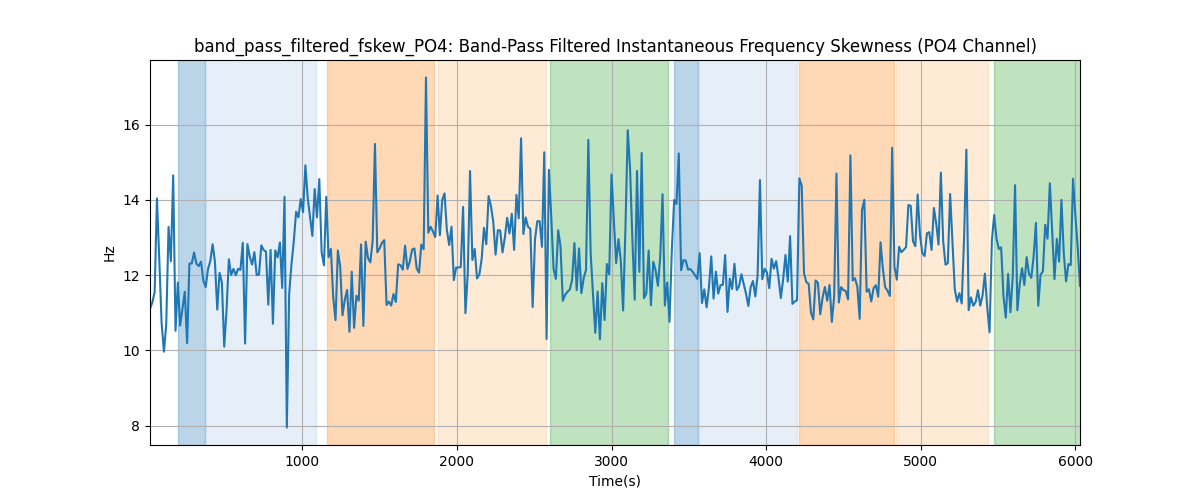 band_pass_filtered_fskew_PO4: Band-Pass Filtered Instantaneous Frequency Skewness (PO4 Channel)
16
14
12
10
8
Hz
1000 2000 3000 4000 5000 6000
Time(s)